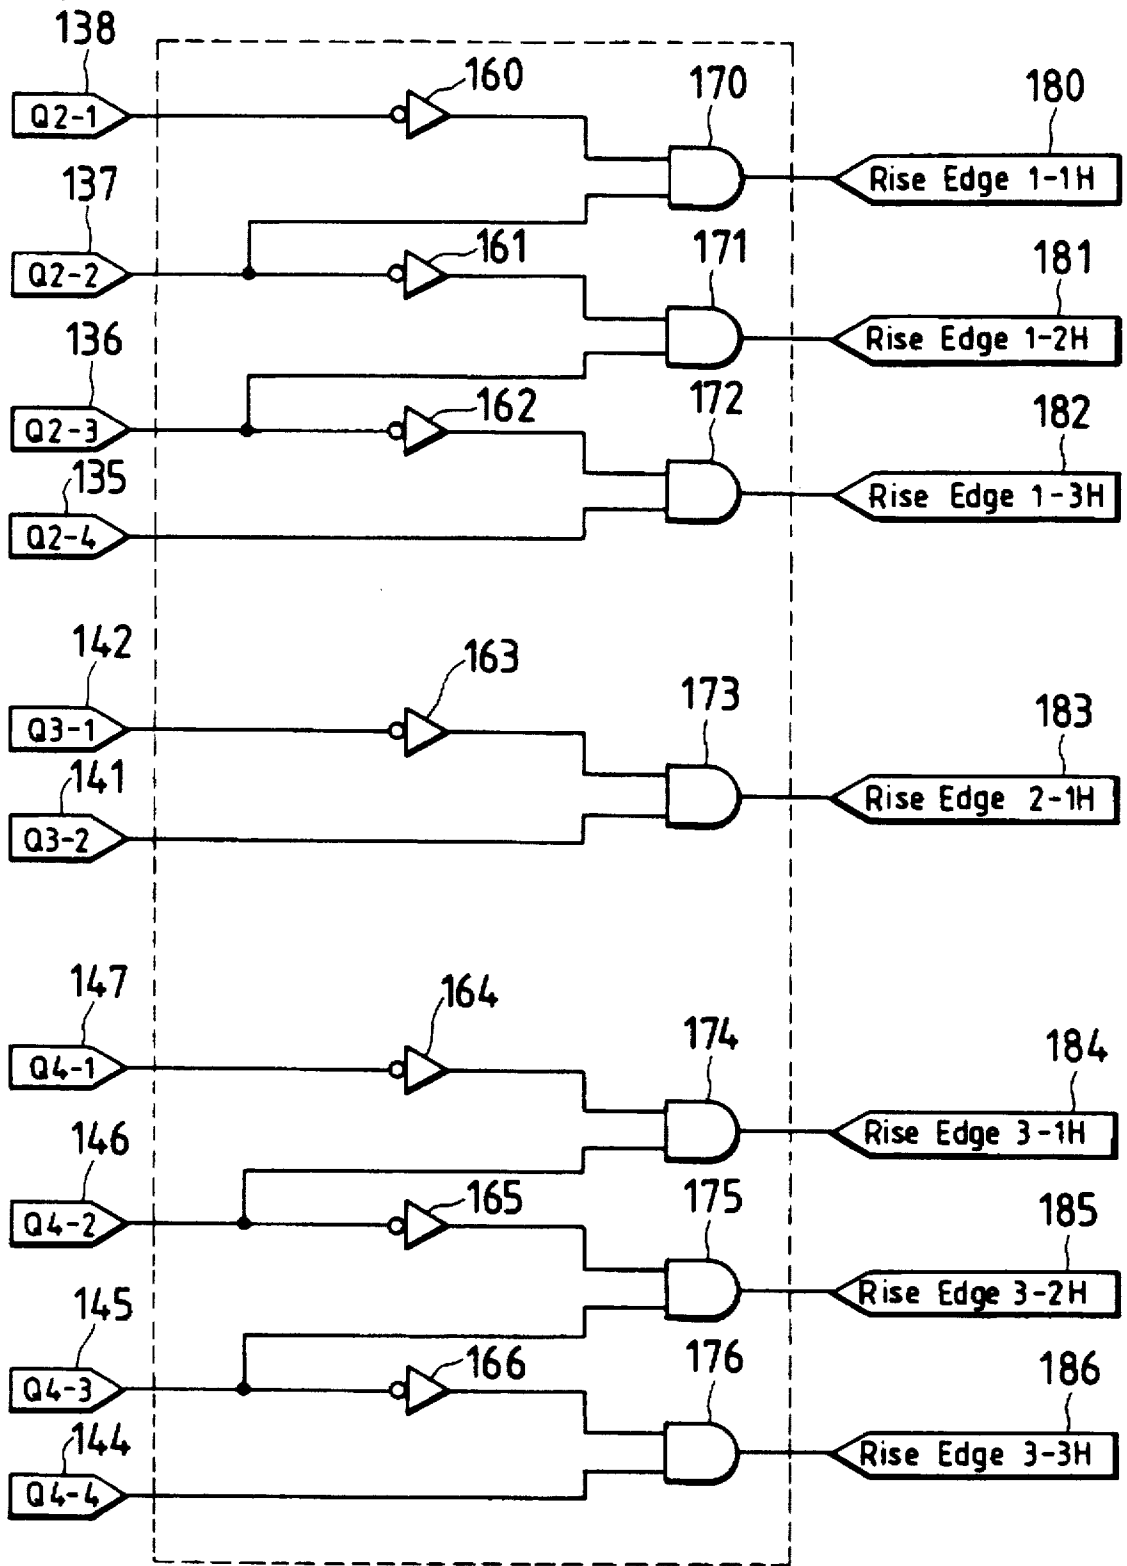 138
160
170
180
Q2-1
Rise Edge 1-1H
137
161
171
181
Q2-2
Rise Edge 1-2H
136
162
172
182
Q2-3
Rise Edge 1-3H
135
Q2-4
142
163
173
183
Q3-1
Rise Edge 2-1H
141
Q3-2
147
164
174
184
Q4-1
Rise Edge 3-1H
146
165
175
185
Q4-2
Rise Edge 3-2H
145
166
176
186
Q4-3
Rise Edge 3-3H
144
Q4-4